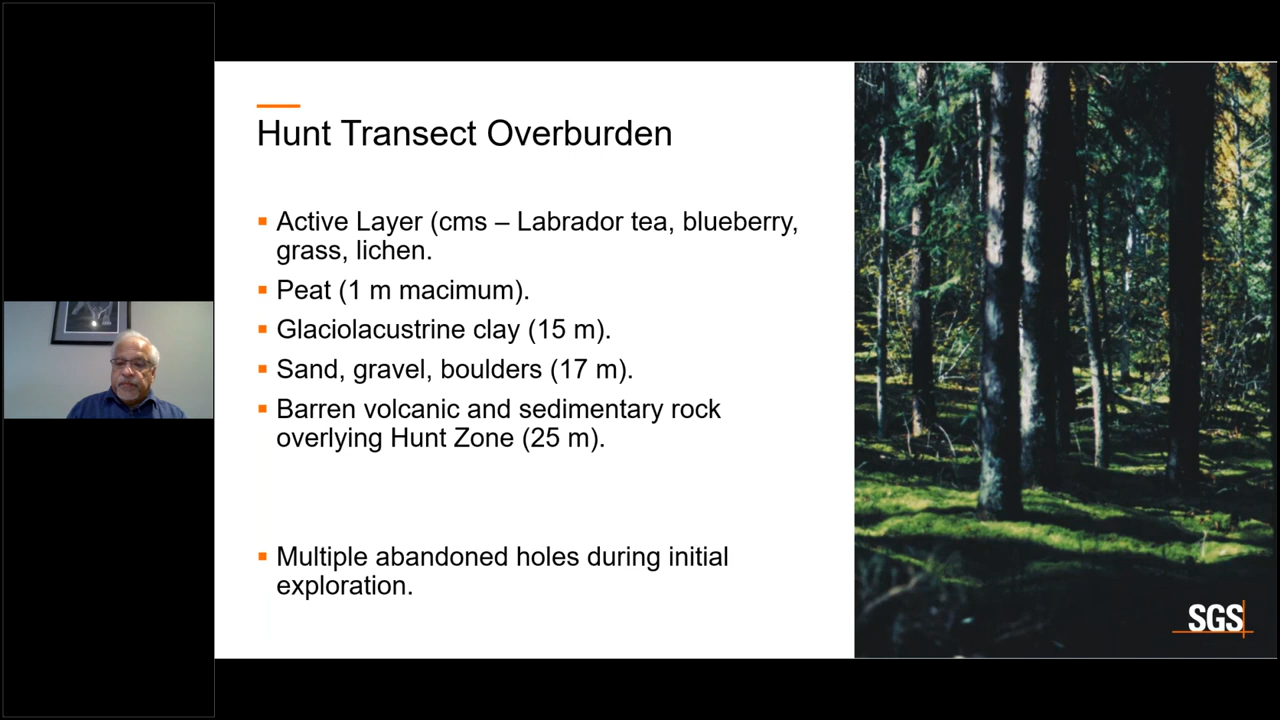 Hunt Transect Overburden
Active Layer (cms – Labrador tea, blueberry,
grass, lichen.
Peat (1 m macimum).
Glaciolacustrine clay (15 m).
Sand, gravel, boulders (17 m).
Barren volcanic and sedimentary rock
overlying Hunt Zone (25 m).
Multiple abandoned holes during initial
exploration.
SGS